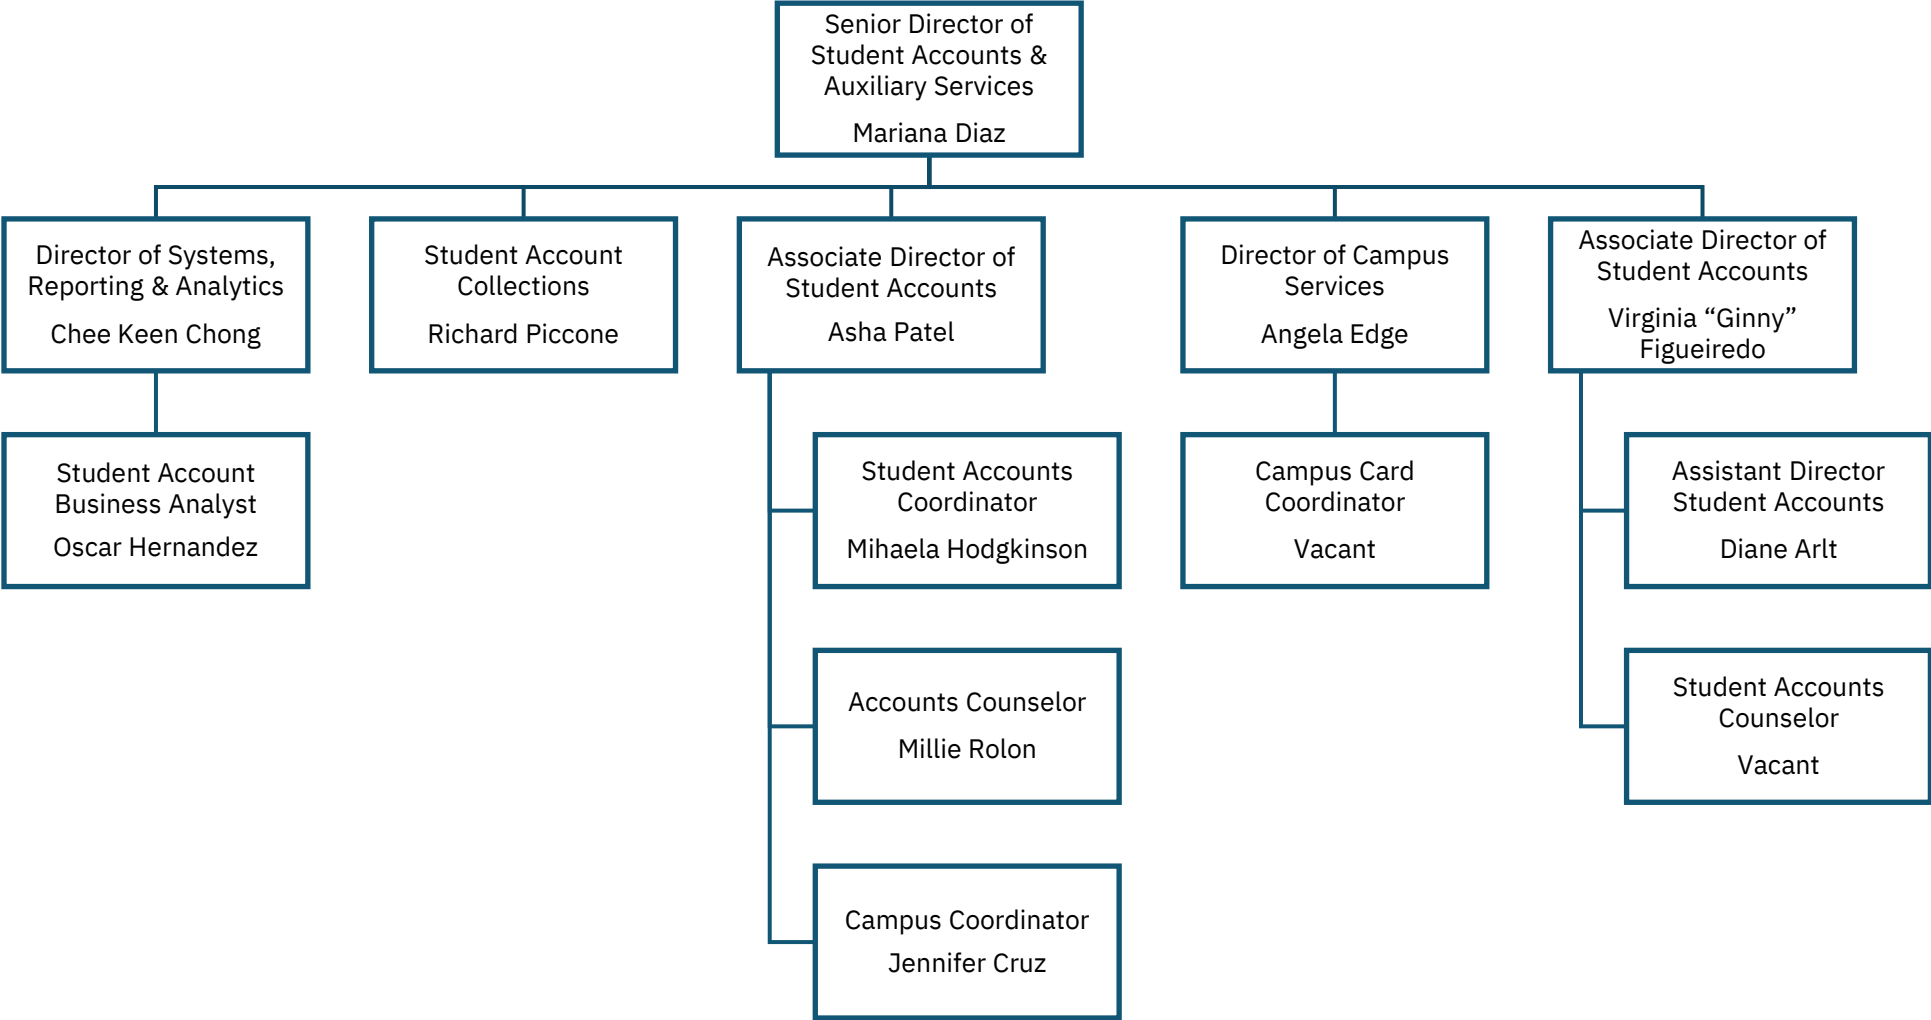 Senior Director of
Student Accounts &
Auxiliary Services
Mariana Diaz
Director of Systems,
Reporting & Analytics
Chee Keen Chong
Student Account
Collections
Richard Piccone
Associate Director of
Student Accounts
Asha Patel
Director of Campus
Services
Angela Edge
Associate Director of
Student Accounts
Virginia “Ginny”
Figueiredo
Student Account
Business Analyst
Oscar Hernandez
Student Accounts
Coordinator
Mihaela Hodgkinson
Campus Card
Coordinator
Vacant
Assistant Director
Student Accounts
Diane Arlt
Accounts Counselor
Millie Rolon
Student Accounts
Counselor
Vacant
Campus Coordinator
Jennifer Cruz